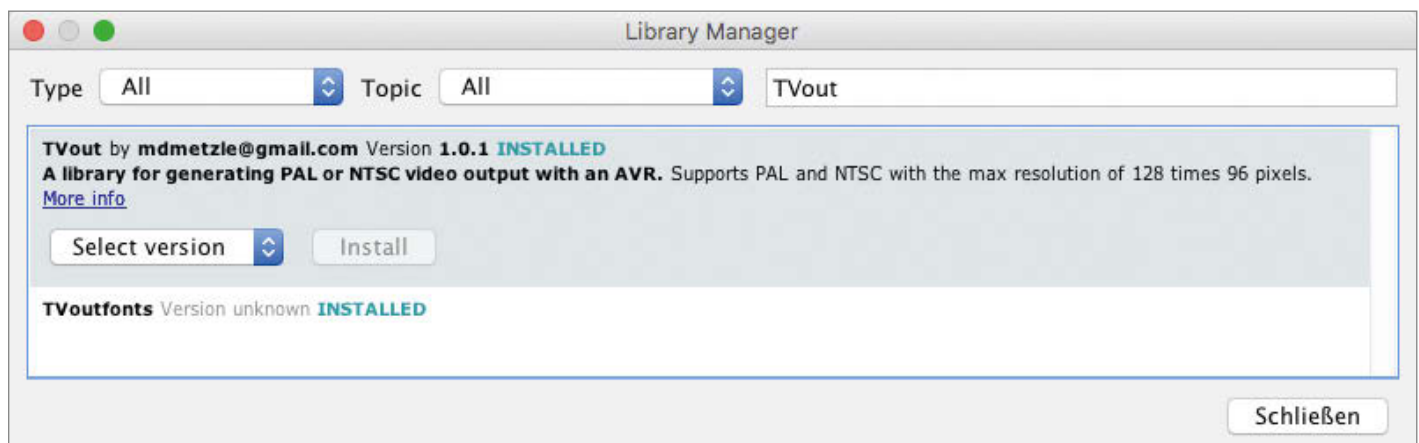 Library Manager
Type All Topic All TVout
TVout by mdmetzle@gmail.com Version 1.0.1 INSTALLED
A library for generating PAL or NTSC video output with an AVR. Supports PAL and NTSC with the max resolution of 128 times 96 pixels.
More info
Select version Install
TVoutfonts Version unknown INSTALLED
Schließen